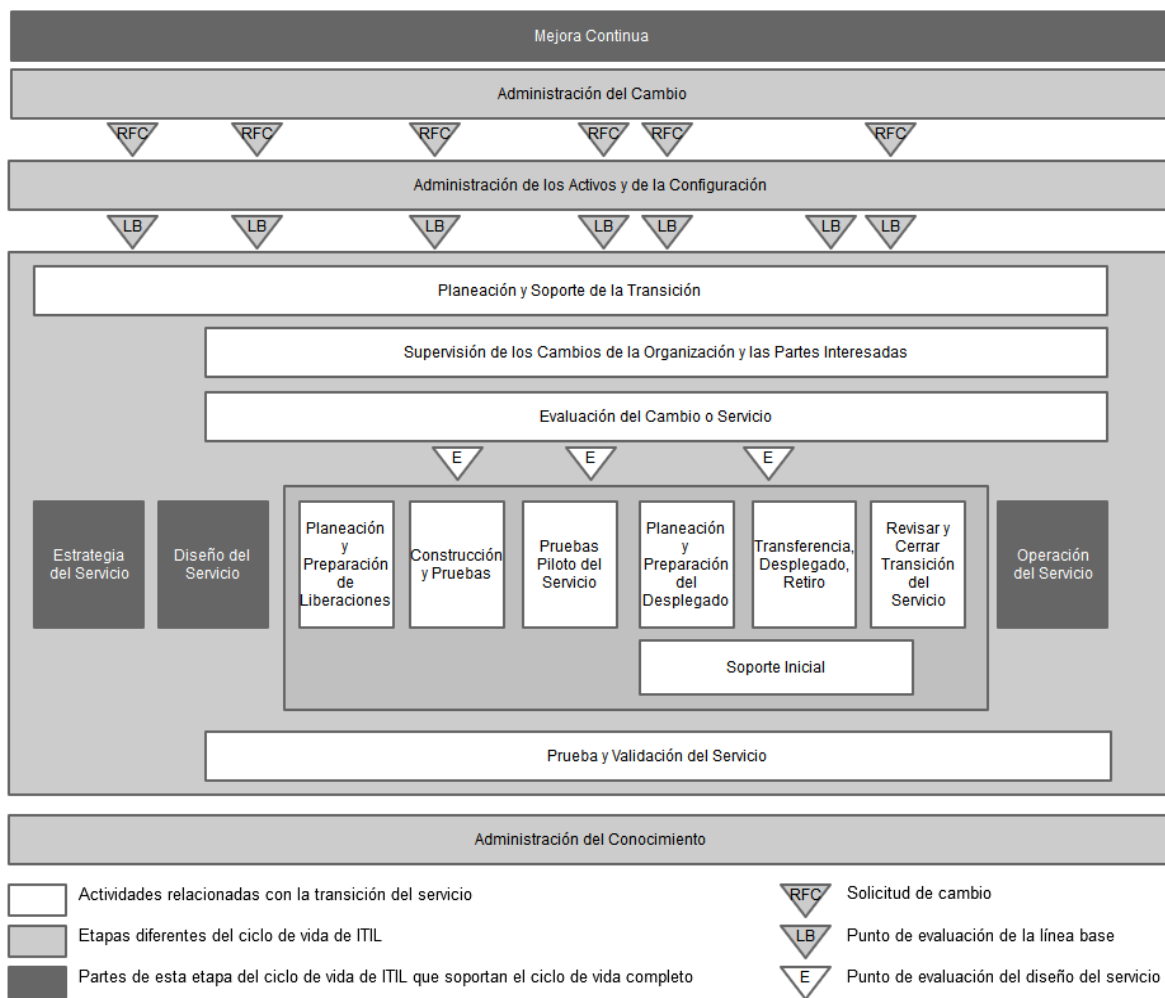 Mejora Continua
Administración del Cambio
RFC RFC RFC RFC RFC RFC
Administración de los Activos y de la Configuración
LB LB LB LB LB LB LB
Planeación y Soporte de la Transición
Supervisión de los Cambios de la Organización y las Partes Interesadas
Evaluación del Cambio o Servicio
E E E
Estrategia
del Servicio
Diseño del
Servicio
Planeación
y
Preparación
de
Liberaciones
Construcción
y Pruebas
Pruebas
Piloto del
Servicio
Planeación
y
Preparación
del
Desplegado
Transferencia,
Desplegado,
Retiro
Revisar y
Cerrar
Transición
del
Servicio
Operación
del Servicio
Soporte Inicial
Prueba y Validación del Servicio
Administración del Conocimiento
Actividades relacionadas con la transición del servicio
Etapas diferentes del ciclo de vida de ITIL
Partes de esta etapa del ciclo de vida de ITIL que soportan el ciclo de vida completo
RFC Solicitud de cambio
LB Punto de evaluación de la línea base
E Punto de evaluación del diseño del servicio